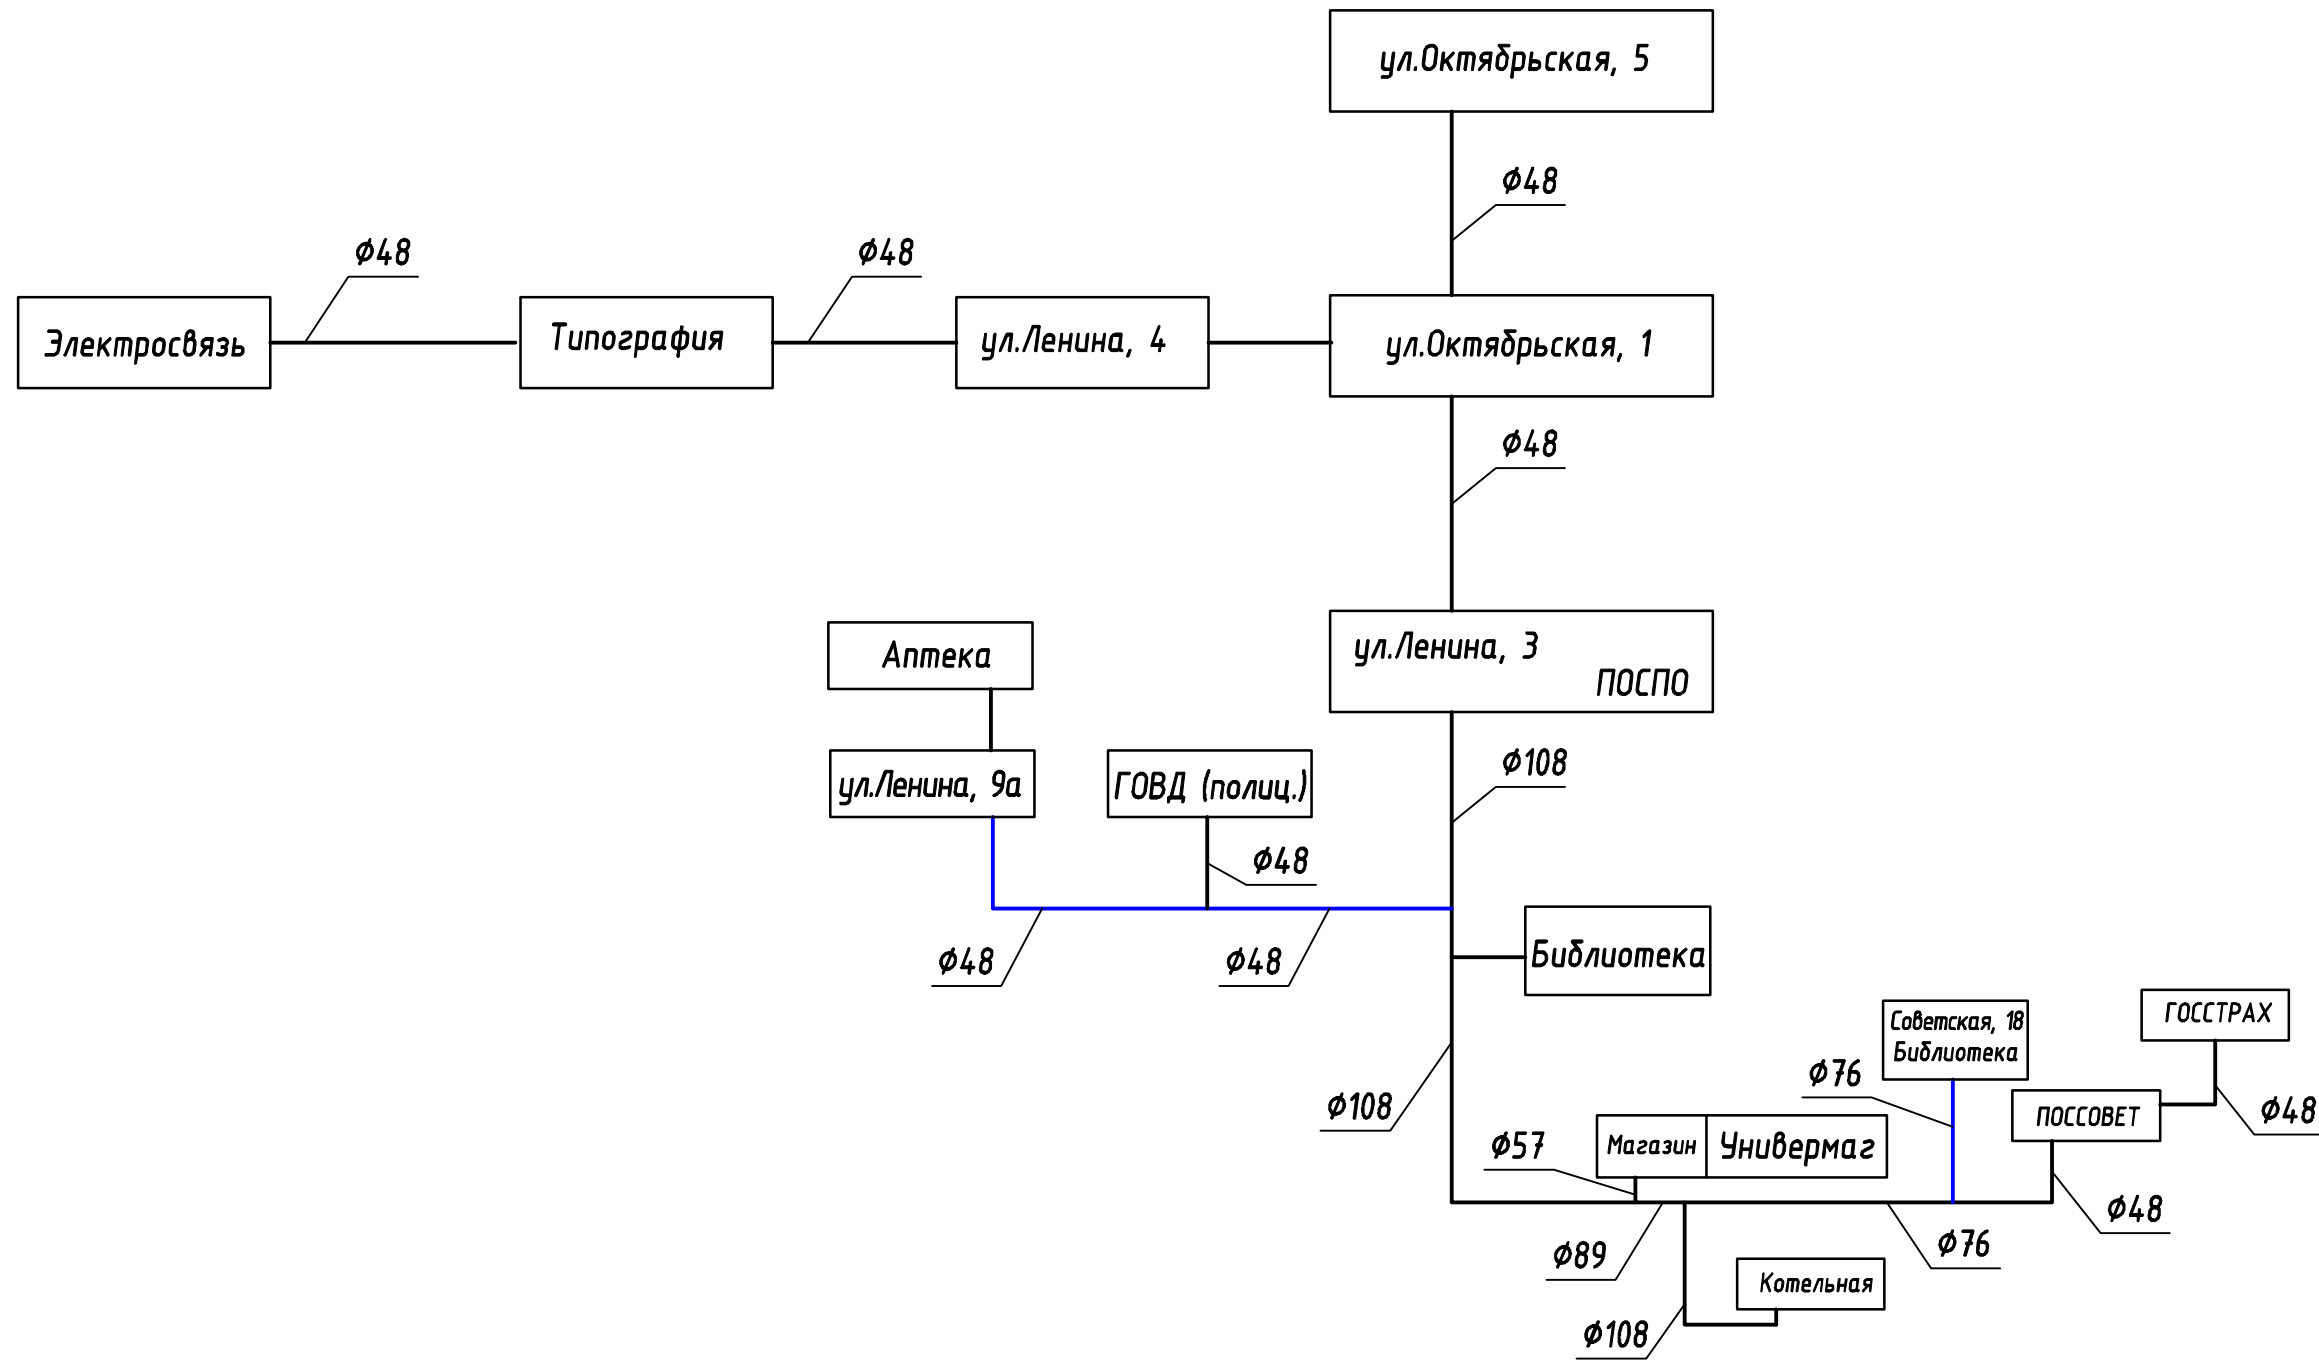 ул.Октябрьская, 5
Ф48
Ф48
Ф48
Электросвязь
Типография
ул.Ленина, 4
ул.Октябрьская, 1
Ф48
ул.Ленина, 3
ПОСПО
Аптека
ул.Ленина, 9а
ГОВД (полиц.)
Ф108
Ф48
Ф48
Ф48
Библиотека
ГОССТРАХ
Советская, 18
Библиотека
Ф76
Ф108
ПОССОВЕТ
Ф48
Ф57
Магазин
Универмаг
Ф48
Ф89
Ф76
Котельная
Ф108